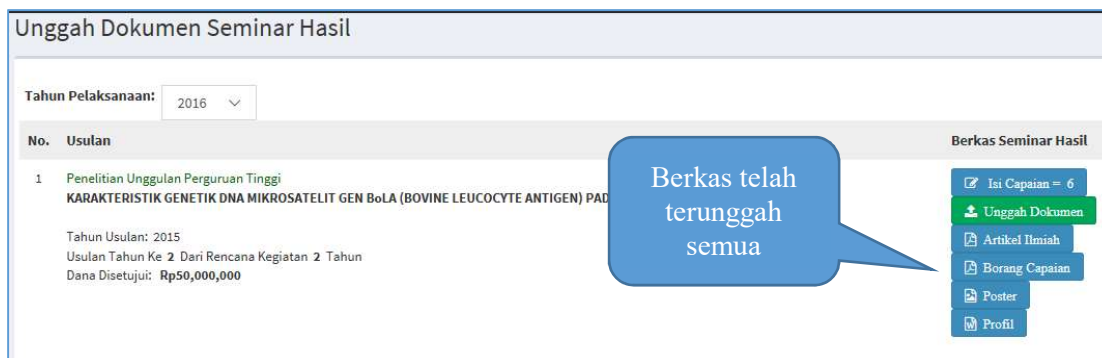 Unggah Dokumen Seminar Hasil
Tahun Pelaksanaan: 2016
No. Usulan Berkas Seminar Hasil
1 Penelitian Unggulan Perguruan Tinggi
KARAKTERISTIK GENETIK DNA MIKROSATELIT GEN BoLA (BOVINE LEUCOCYTE ANTIGEN) PAD
Tahun Usulan: 2015
Usulan Tahun Ke 2 Dari Rencana Kegiatan 2 Tahun
Dana Disetujui: Rp50,000,000
Berkas telah
terunggah
semua
Isi Capaian = 6
Unggah Dokumen
Artikel Ilmiah
Borang Capaian
Poster
Profil